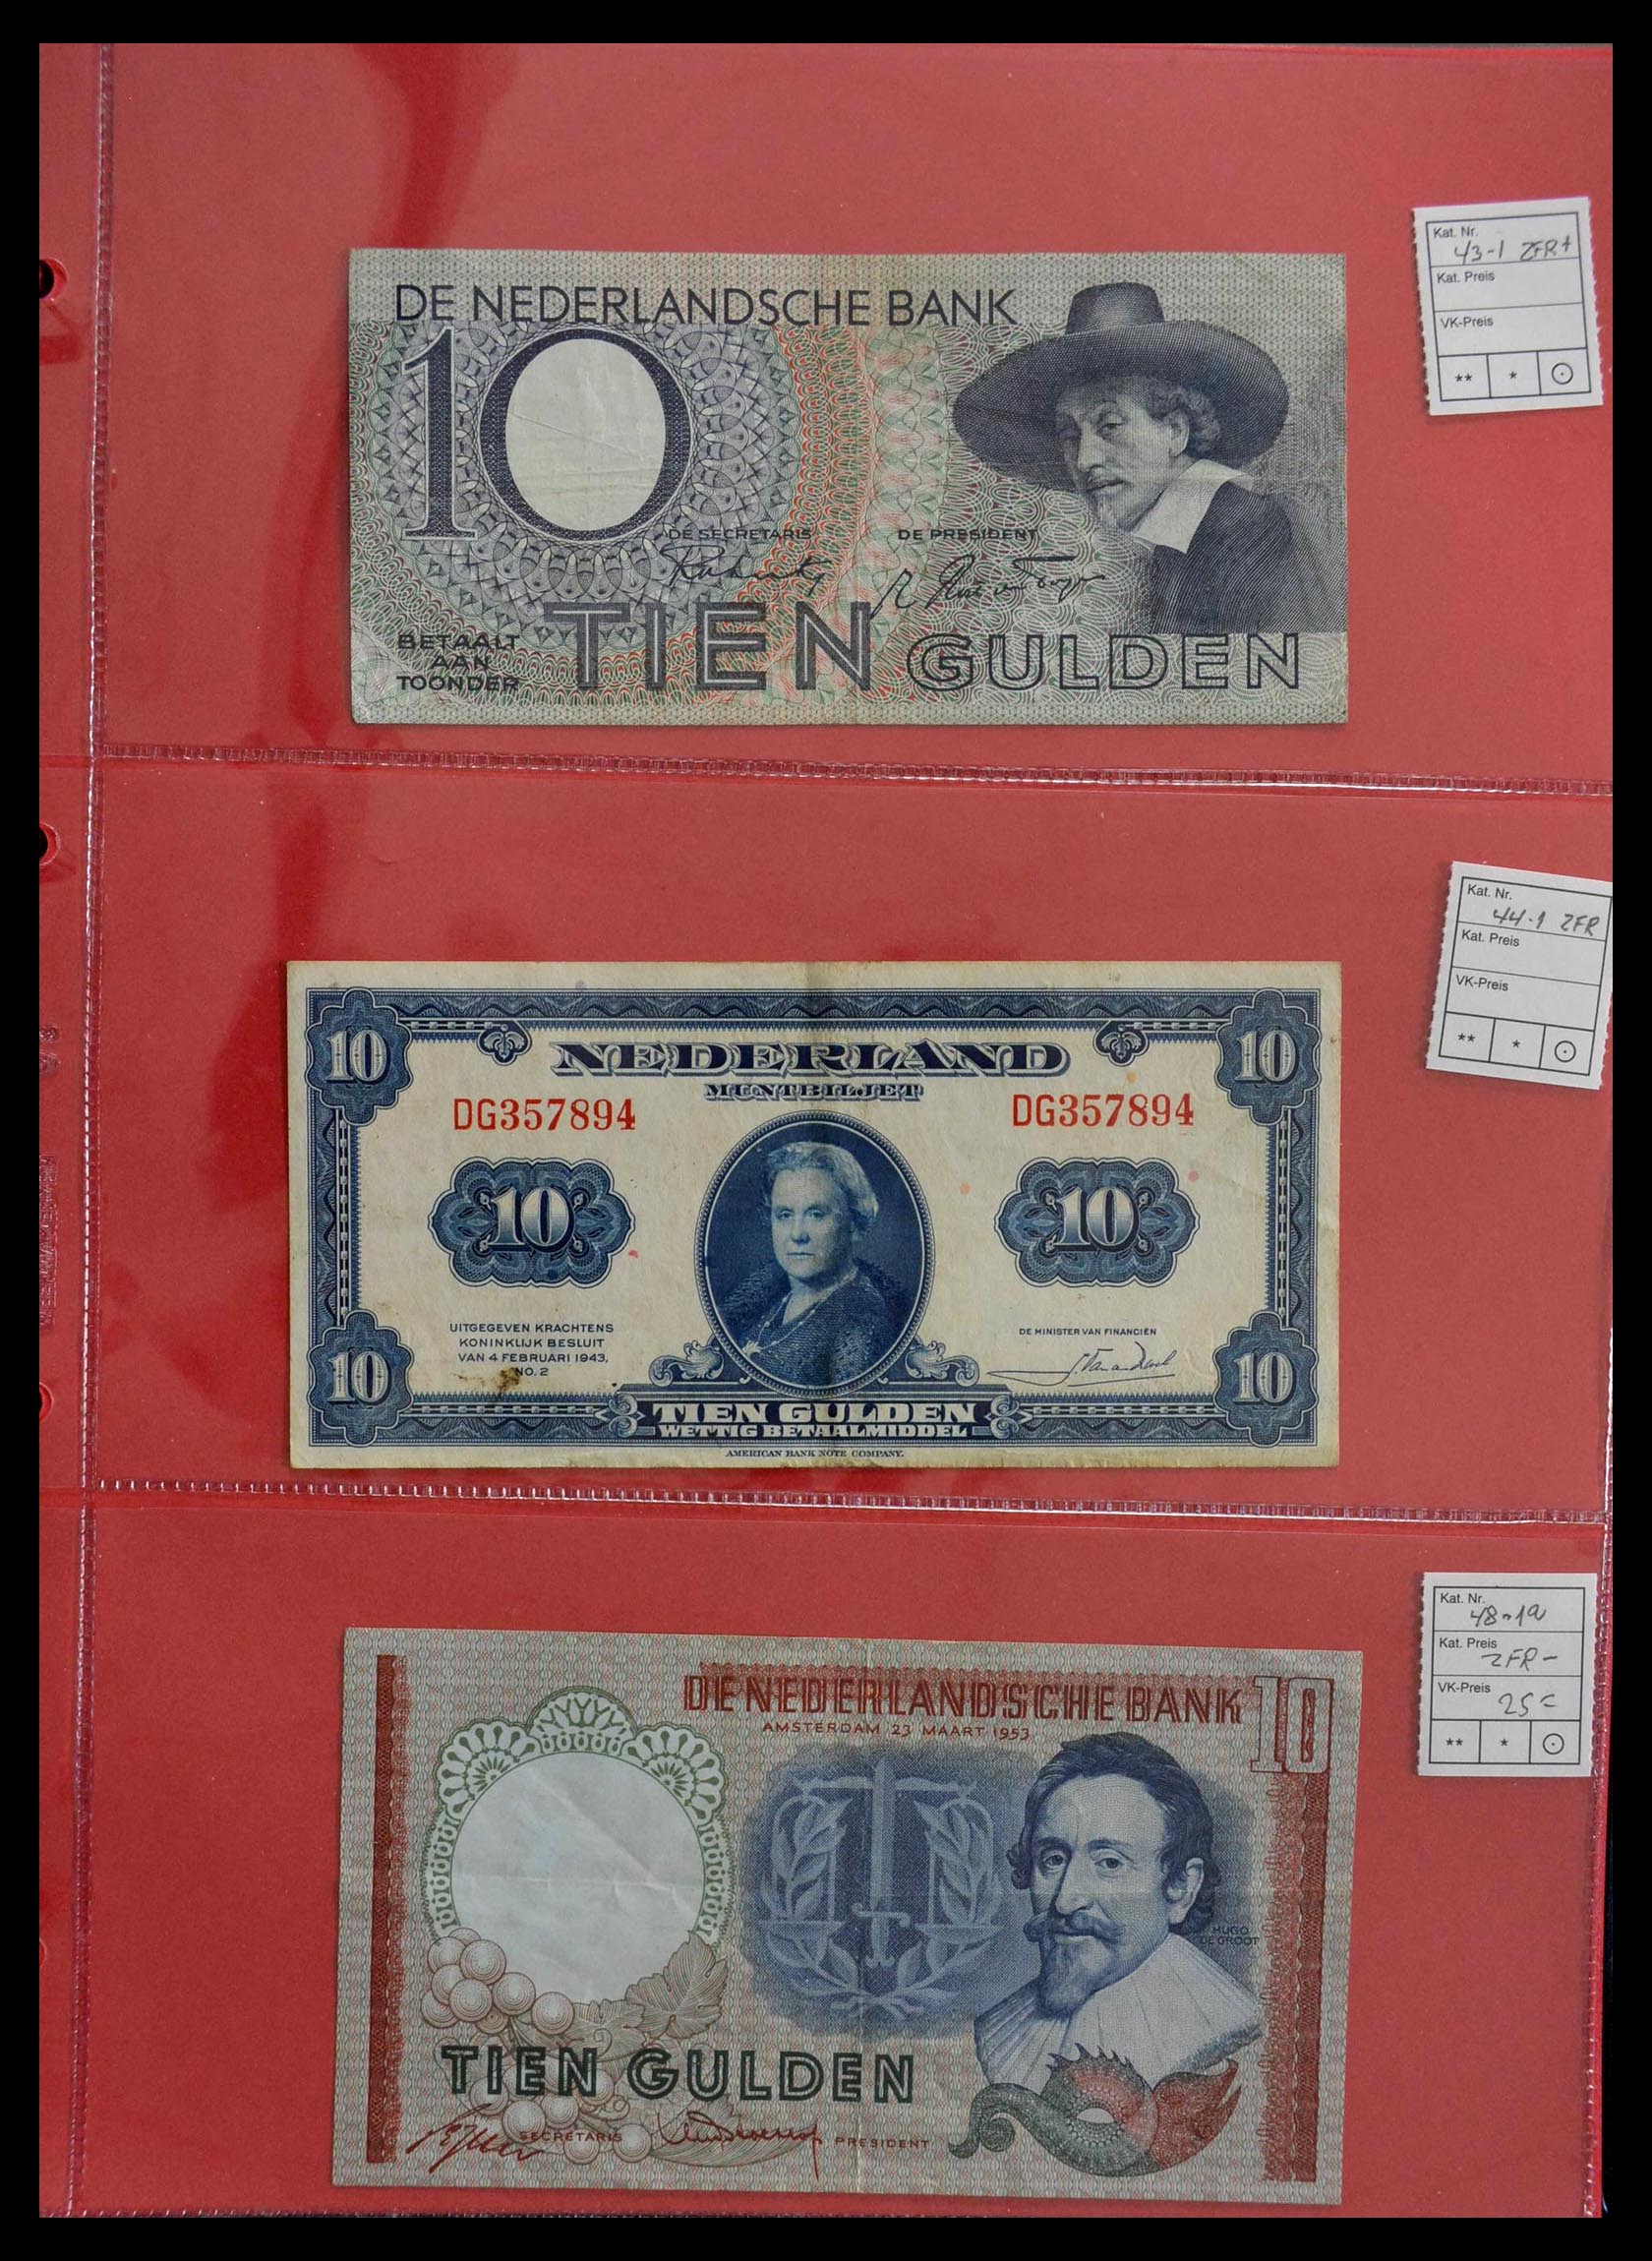 DE NEDERLANDSCHE BANK
10
DE SECRETARIS
DE PRESIDENT
BETAALT
AAN
TOONDER
TIEN GULDEN
Kat. Nr.
43-1 ZFR+
Kat. Preis
VK-Preis
** * ⊙
10 10
NEDERLAND
MUNTBILJET
DG357894 DG357894
10 10
UITGEGEVEN KRACHTENS
KONINKLIJK BESLUIT
VAN 4 FEBRUARI 1943,
NO. 2
DE MINISTER VAN FINANCIËN
10 10
TIEN GULDEN
WETTIG BETAALMIDDEL
AMERICAN BANK NOTE COMPANY.
Kat. Nr.
44-1 ZFR
Kat. Preis
VK-Preis
** * ⊙
DE NEDERLANDSCHE BANK 10
AMSTERDAM 23 MAART 1953
HUGO
DE GROOT
TIEN GULDEN
SECRETARIS
PRESIDENT
Kat. Nr.
48-1a
Kat. Preis
ZFR-
VK-Preis
25=
** * ⊙